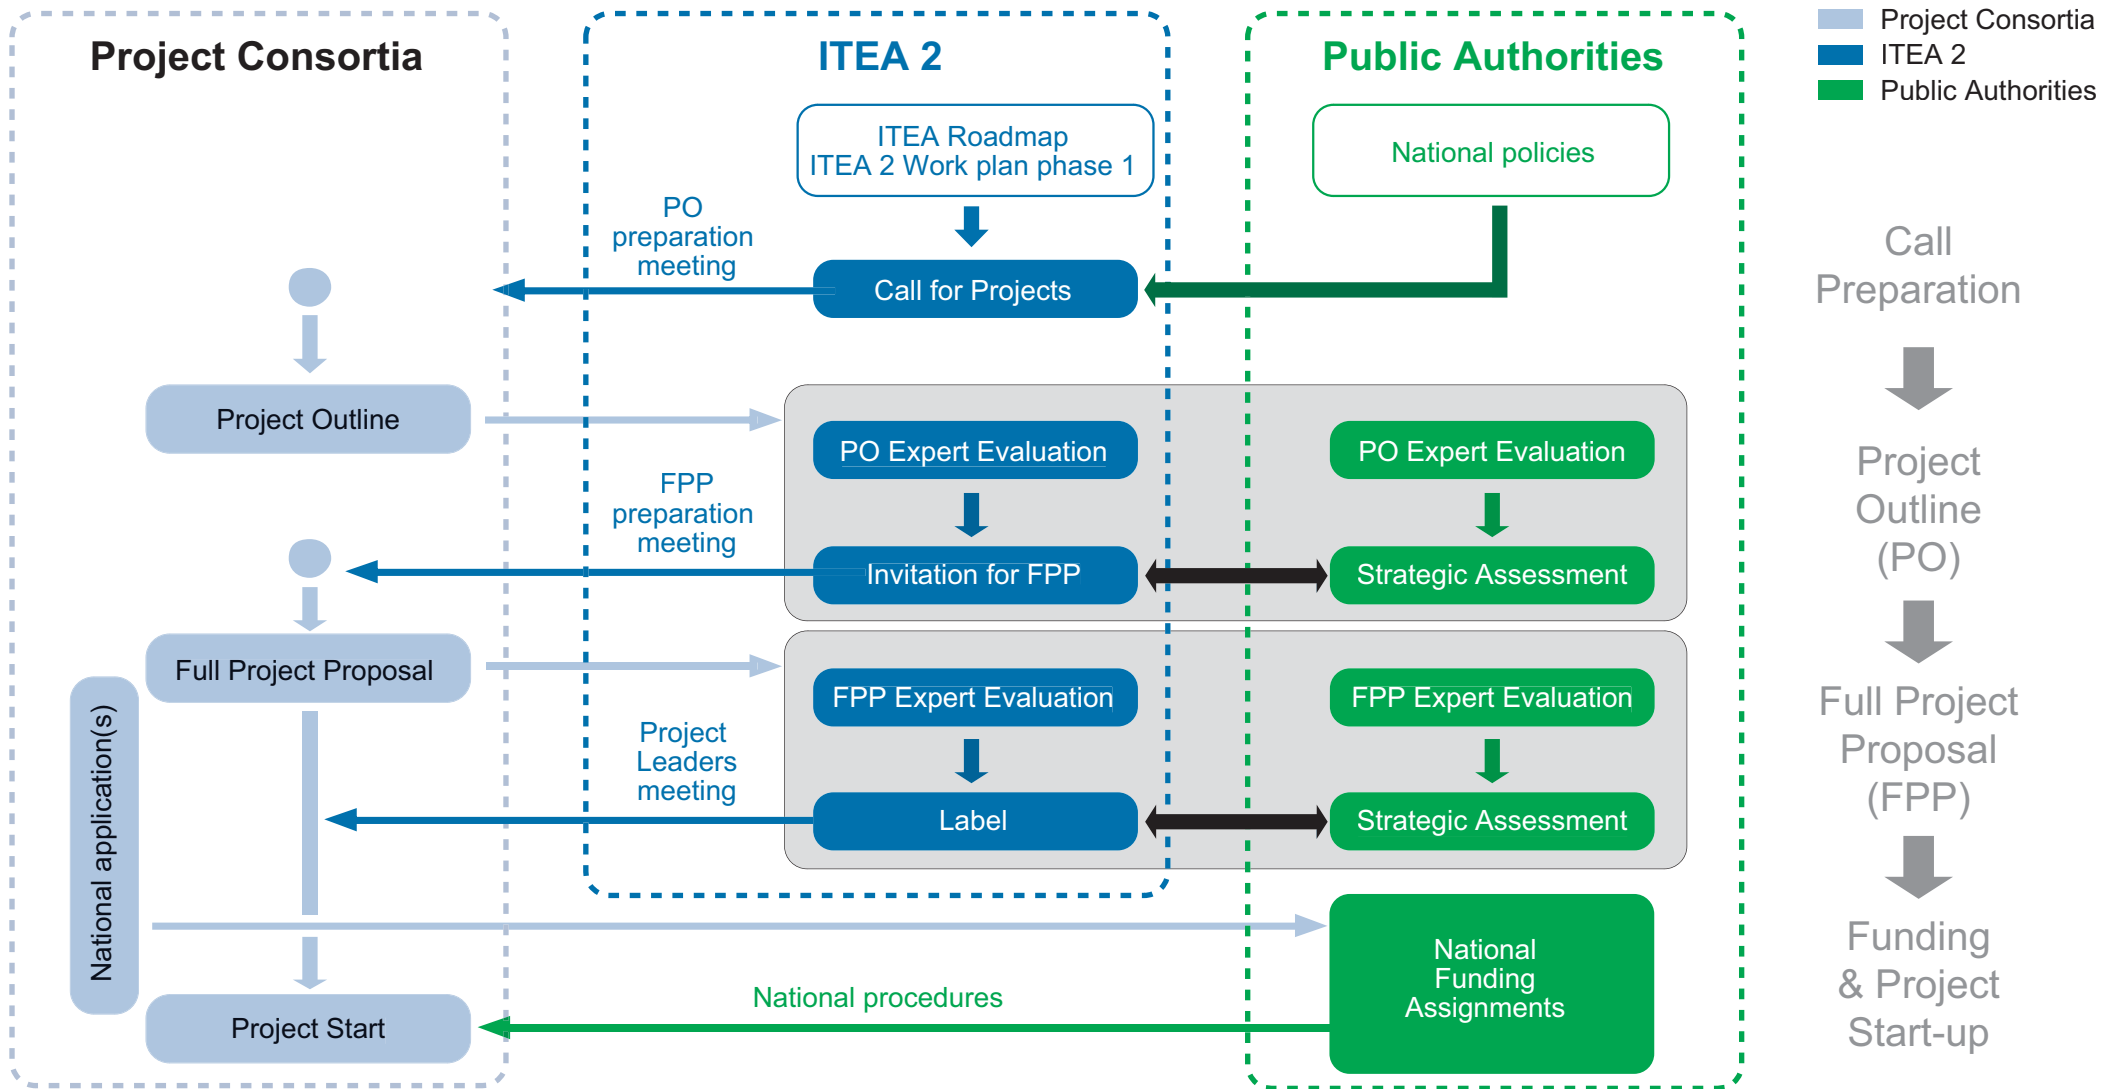 Project Consortia
ITEA 2
Public Authorities
Project Consortia
ITEA 2
Public Authorities
ITEA Roadmap
ITEA 2 Work plan phase 1
National policies
PO
preparation
meeting
Call for Projects
Call
Preparation
Project Outline
PO Expert Evaluation
PO Expert Evaluation
Project
Outline
(PO)
FPP
preparation
meeting
Invitation for FPP
Strategic Assessment
Full Project Proposal
FPP Expert Evaluation
FPP Expert Evaluation
Full Project
Proposal
(FPP)
National application(s)
Project
Leaders
meeting
Label
Strategic Assessment
National
Funding
Assignments
Funding
& Project
Start-up
National procedures
Project Start